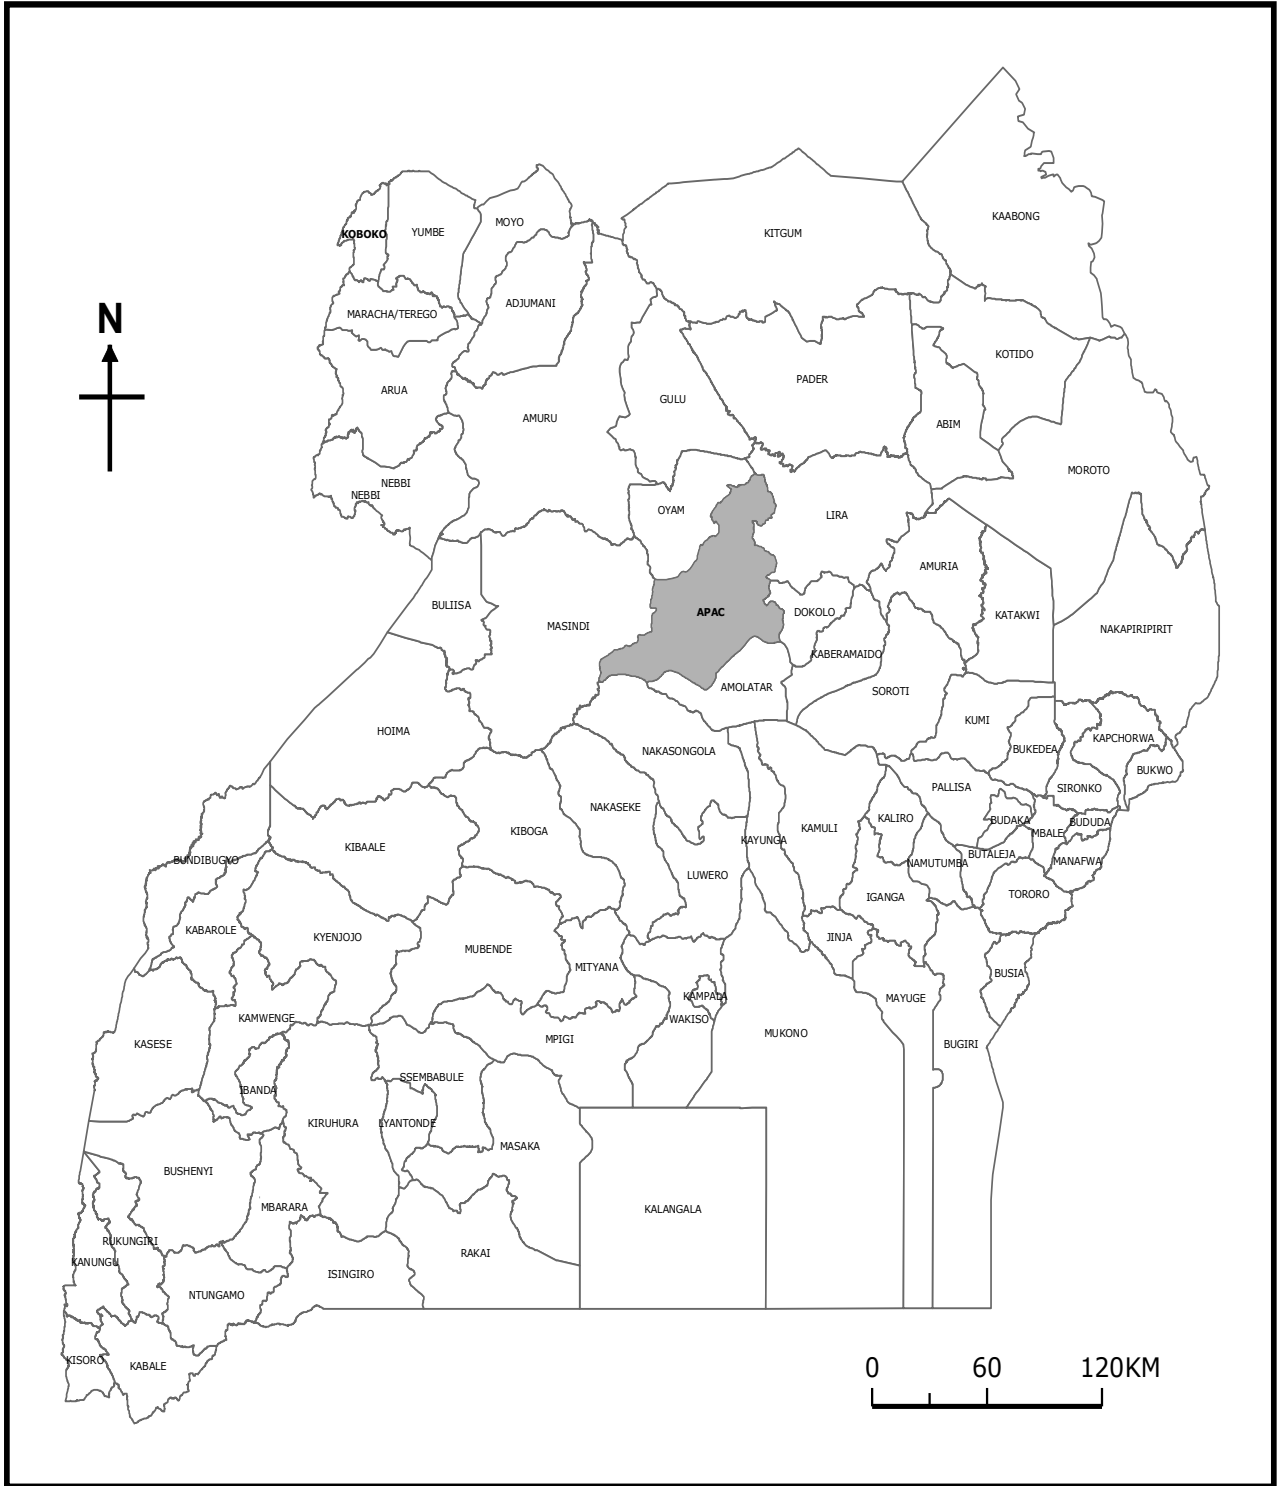 KAABONG
MOYO
KOBOKO
YUMBE
KITGUM
ADJUMANI
MARACHA/TEREGO
N
KOTIDO
PADER
ARUA
GULU
AMURU
ABIM
MOROTO
NEBBI
NEBBI
OYAM
LIRA
AMURIA
BULIISA
APAC
DOKOLO
KATAKWI
MASINDI
NAKAPIRIPIRIT
KABERAMAIDO
AMOLATAR
SOROTI
KUMI
HOIMA
KAPCHORWA
NAKASONGOLA
BUKEDEA
BUKWO
PALLISA
SIRONKO
NAKASEKE
KALIRO
BUDAKA
BUDUDA
KIBOGA
KAMULI
MBALE
KAYUNGA
KIBAALE
BUTALEJA
BUNDIBUGYO
NAMUTUMBA
MANAFWA
LUWERO
TORORO
IGANGA
KABAROLE
KYENJOJO
JINJA
MUBENDE
MITYANA
BUSIA
KAMPALA
MAYUGE
KAMWENGE
WAKISO
MUKONO
MPIGI
KASESE
BUGIRI
SSEMBABULE
IBANDA
KIRUHURA
LYANTONDE
MASAKA
BUSHENYI
MBARARA
KALANGALA
RUKUNGIRI
RAKAI
KANUNGU
ISINGIRO
NTUNGAMO
KISORO
KABALE
0 60 120KM